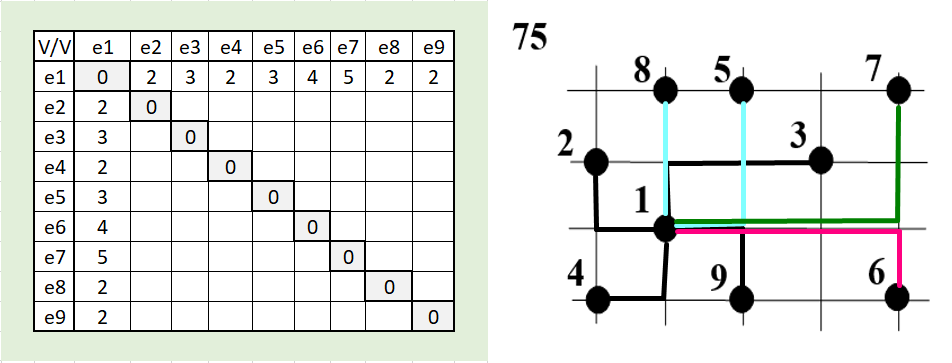 V/V e1 e2 e3 e4 e5 e6 e7 e8 e9
e1 0 2 3 2 3 4 5 2 2
e2 2 0
e3 3 0
e4 2 0
e5 3 0
e6 4 0
e7 5 0
e8 2 0
e9 2 0
75
8 5 7
2 3
1
4 9 6